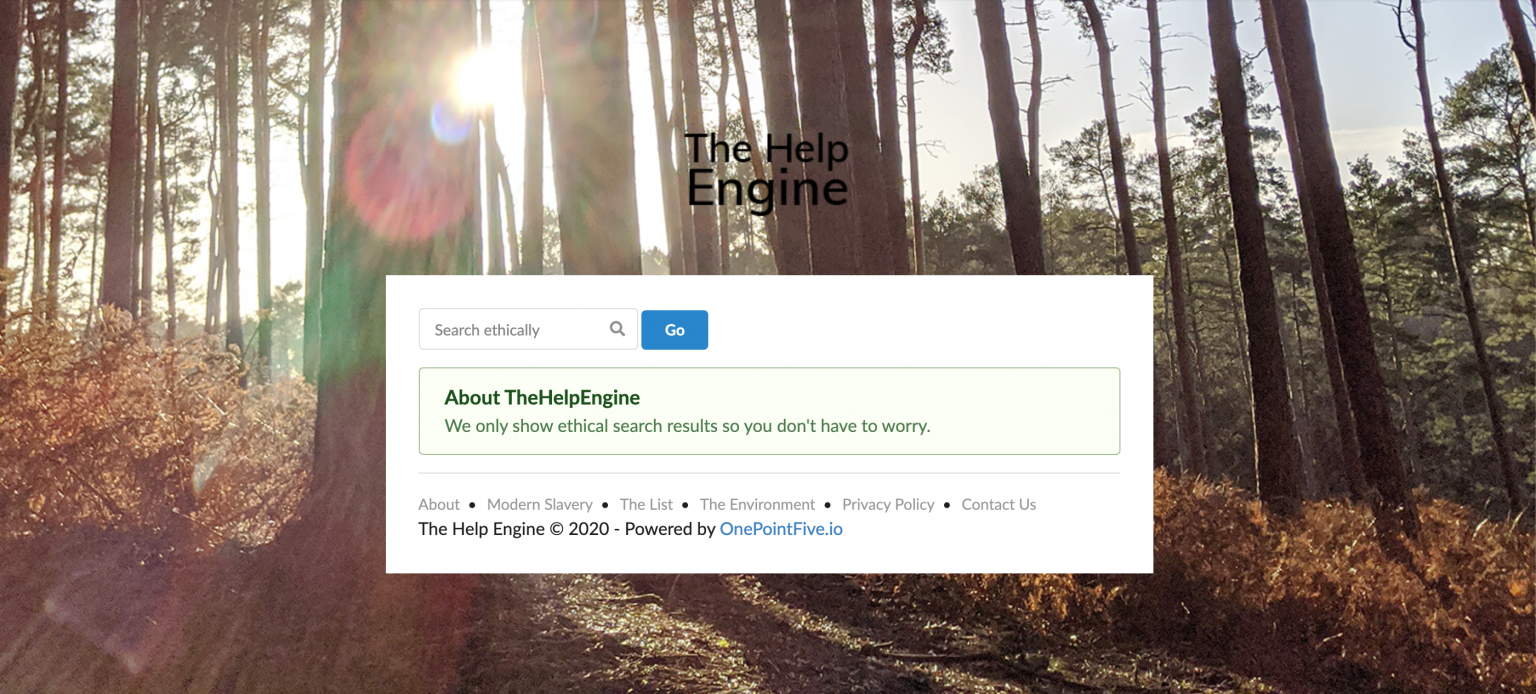 The Help
Engine
Search ethically
Go
About TheHelpEngine
We only show ethical search results so you don't have to worry.
About • Modern Slavery • The List • The Environment • Privacy Policy • Contact Us
The Help Engine © 2020 - Powered by OnePointFive.io